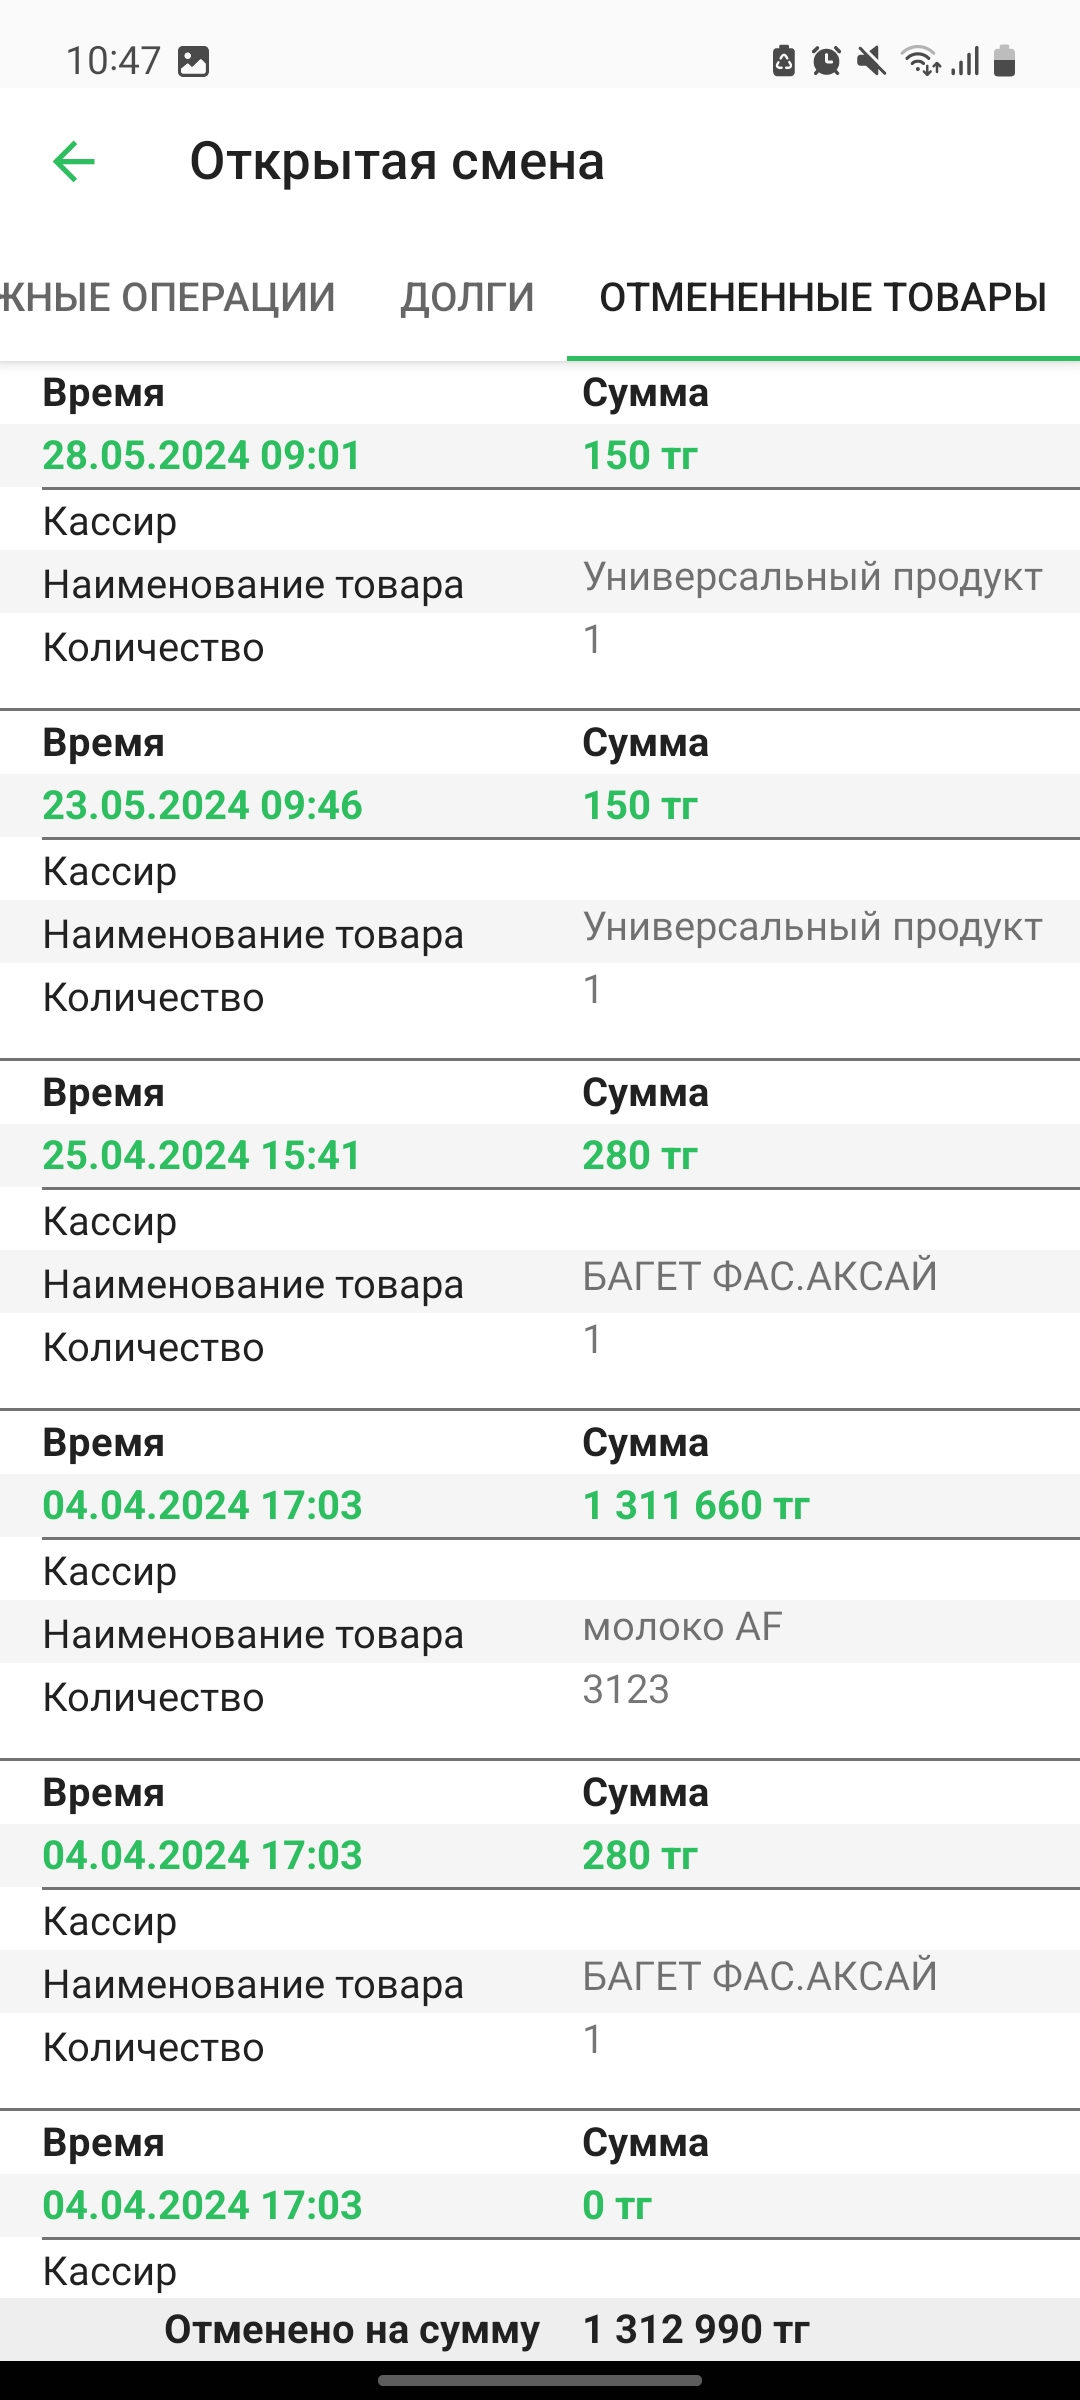 10:47
Открытая смена
ЖНЫЕ ОПЕРАЦИИ ДОЛГИ ОТМЕНЕННЫЕ ТОВАРЫ
Время Сумма
28.05.2024 09:01 150 тг
Кассир
Наименование товара Универсальный продукт
Количество 1
Время Сумма
23.05.2024 09:46 150 тг
Кассир
Наименование товара Универсальный продукт
Количество 1
Время Сумма
25.04.2024 15:41 280 тг
Кассир
Наименование товара БАГЕТ ФАС.АКСАЙ
Количество 1
Время Сумма
04.04.2024 17:03 1 311 660 тг
Кассир
Наименование товара молоко AF
Количество 3123
Время Сумма
04.04.2024 17:03 280 тг
Кассир
Наименование товара БАГЕТ ФАС.АКСАЙ
Количество 1
Время Сумма
04.04.2024 17:03 0 тг
Кассир
Отменено на сумму 1 312 990 тг